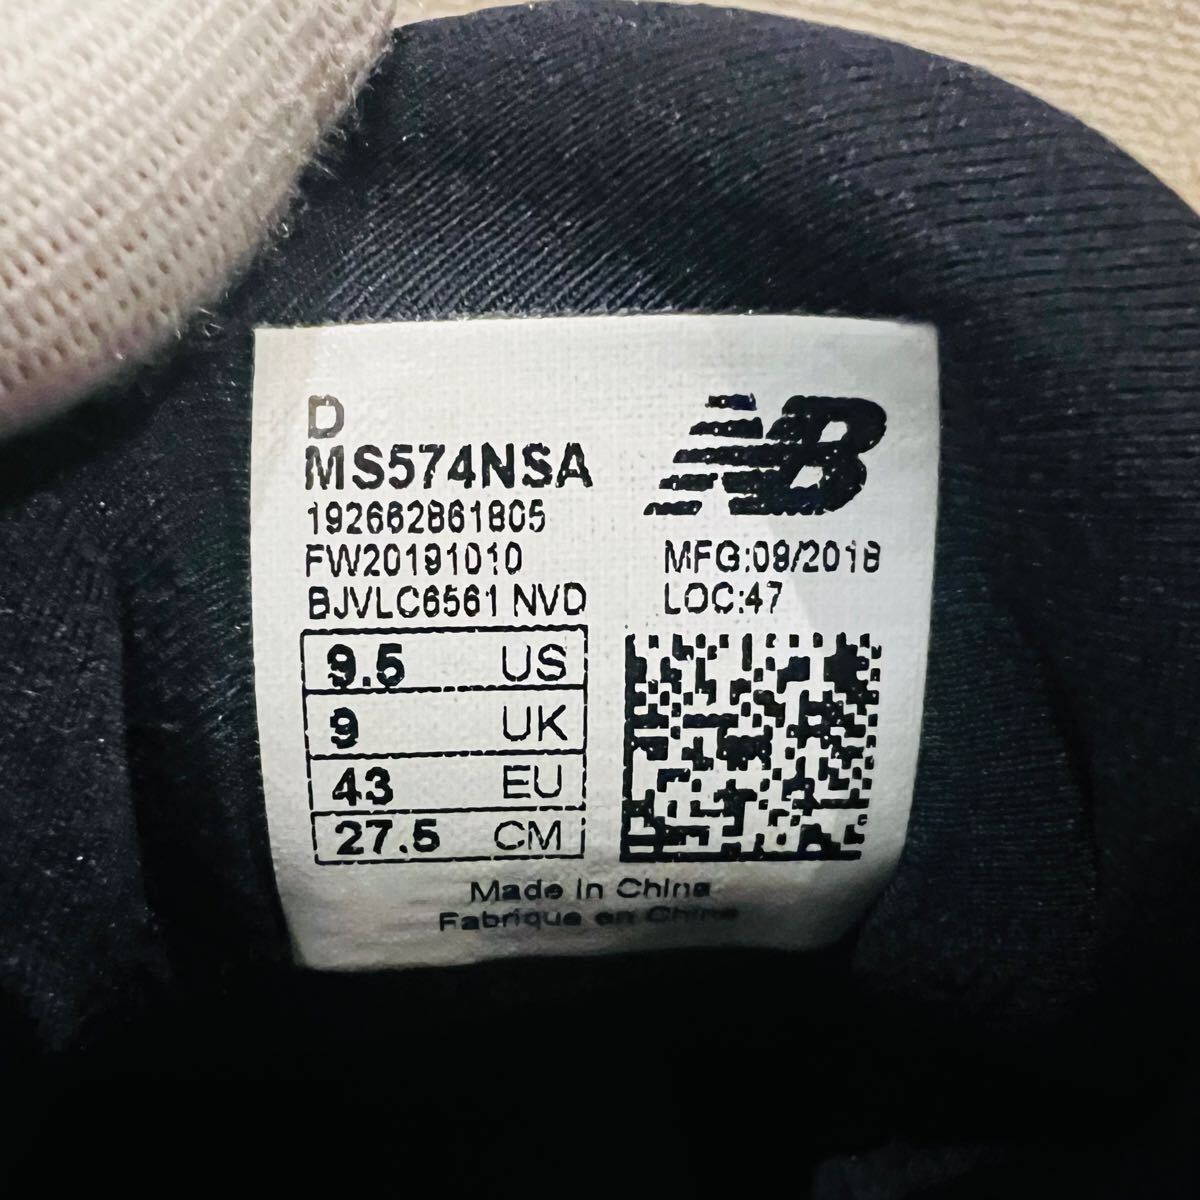 D
MS574NSA
192662861805
FW20191010
BJVLC6561 NVD
NB
MFG:09/2018
LOC:47
9.5 US
9 UK
43 EU
27.5 CM
Made in China
Fabrique en Chine